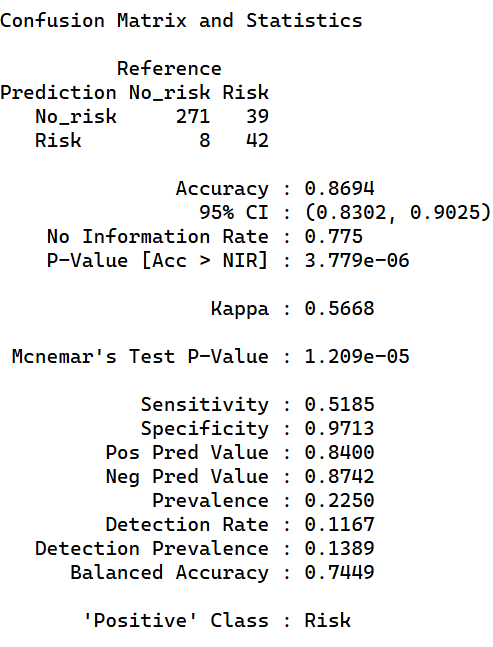 Confusion Matrix and Statistics
Reference
Prediction No_risk Risk
No_risk 271 39
Risk 8 42
Accuracy : 0.8694
95% CI : (0.8302, 0.9025)
No Information Rate : 0.775
P-Value [Acc > NIR] : 3.779e-06
Kappa : 0.5668
Mcnemar's Test P-Value : 1.209e-05
Sensitivity : 0.5185
Specificity : 0.9713
Pos Pred Value : 0.8400
Neg Pred Value : 0.8742
Prevalence : 0.2250
Detection Rate : 0.1167
Detection Prevalence : 0.1389
Balanced Accuracy : 0.7449
'Positive' Class : Risk